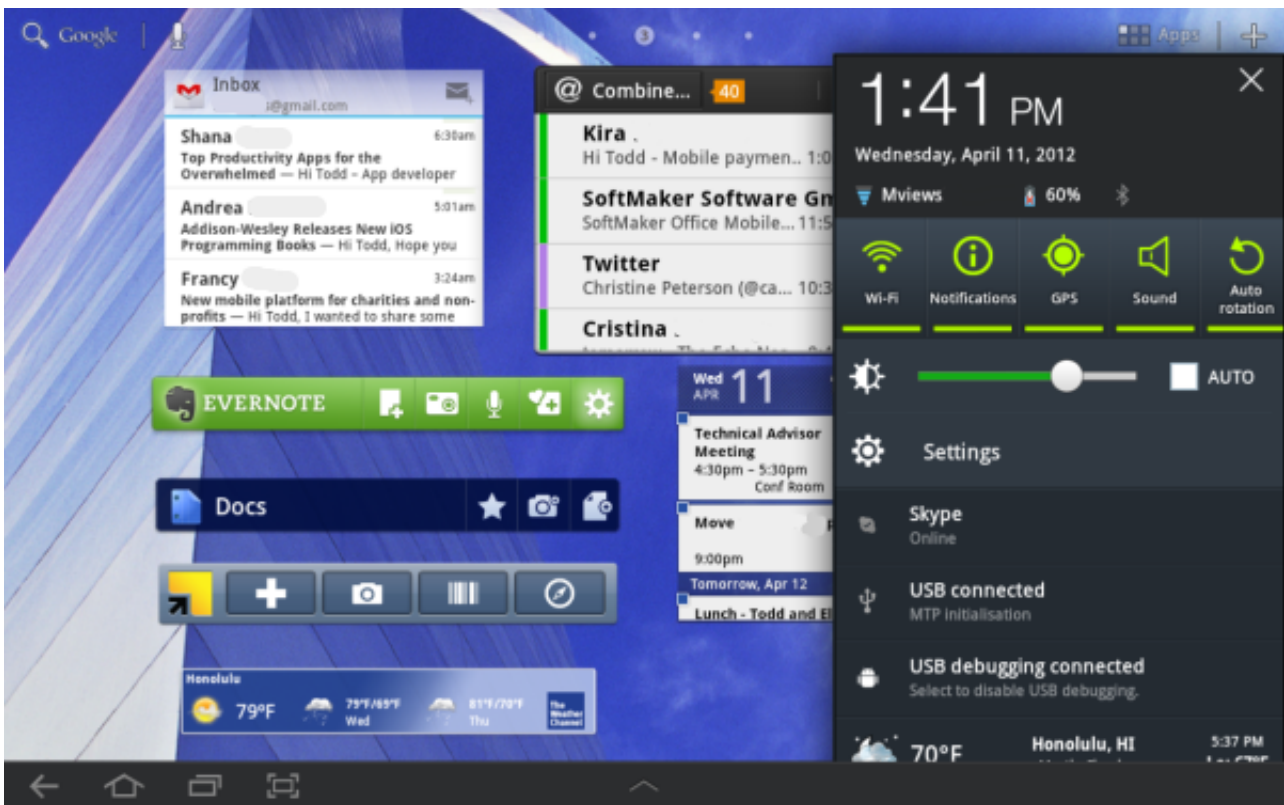 Google
3
Apps
Inbox
@gmail.com
Shana
6:30am
Top Productivity Apps for the
Overwhelmed — Hi Todd - App developer
Andrea
5:01am
Addison-Wesley Releases New iOS
Programming Books — Hi Todd, Hope you
Francy
3:24am
New mobile platform for charities and non-
profits — Hi Todd, I wanted to share some
@ Combine... 40
Kira
Hi Todd - Mobile paymen.. 1:0
SoftMaker Software Gm
SoftMaker Office Mobile... 11:5
Twitter
Christine Peterson (@ca... 10:3
Cristina
EVERNOTE
Docs
Wed
APR 11
Technical Advisor
Meeting
4:30pm – 5:30pm
Conf Room
Move
9:00pm
Tomorrow, Apr 12
Lunch - Todd and El
Honolulu
79°F
79°F/69°F
Wed
81°F/70°F
Thu
The
Weather
Channel
1:41 PM
Wednesday, April 11, 2012
Mviews
60%
Wi-Fi
Notifications
GPS
Sound
Auto
rotation
AUTO
Settings
Skype
Online
USB connected
MTP initialisation
USB debugging connected
Select to disable USB debugging.
70°F
Honolulu, HI
5:37 PM